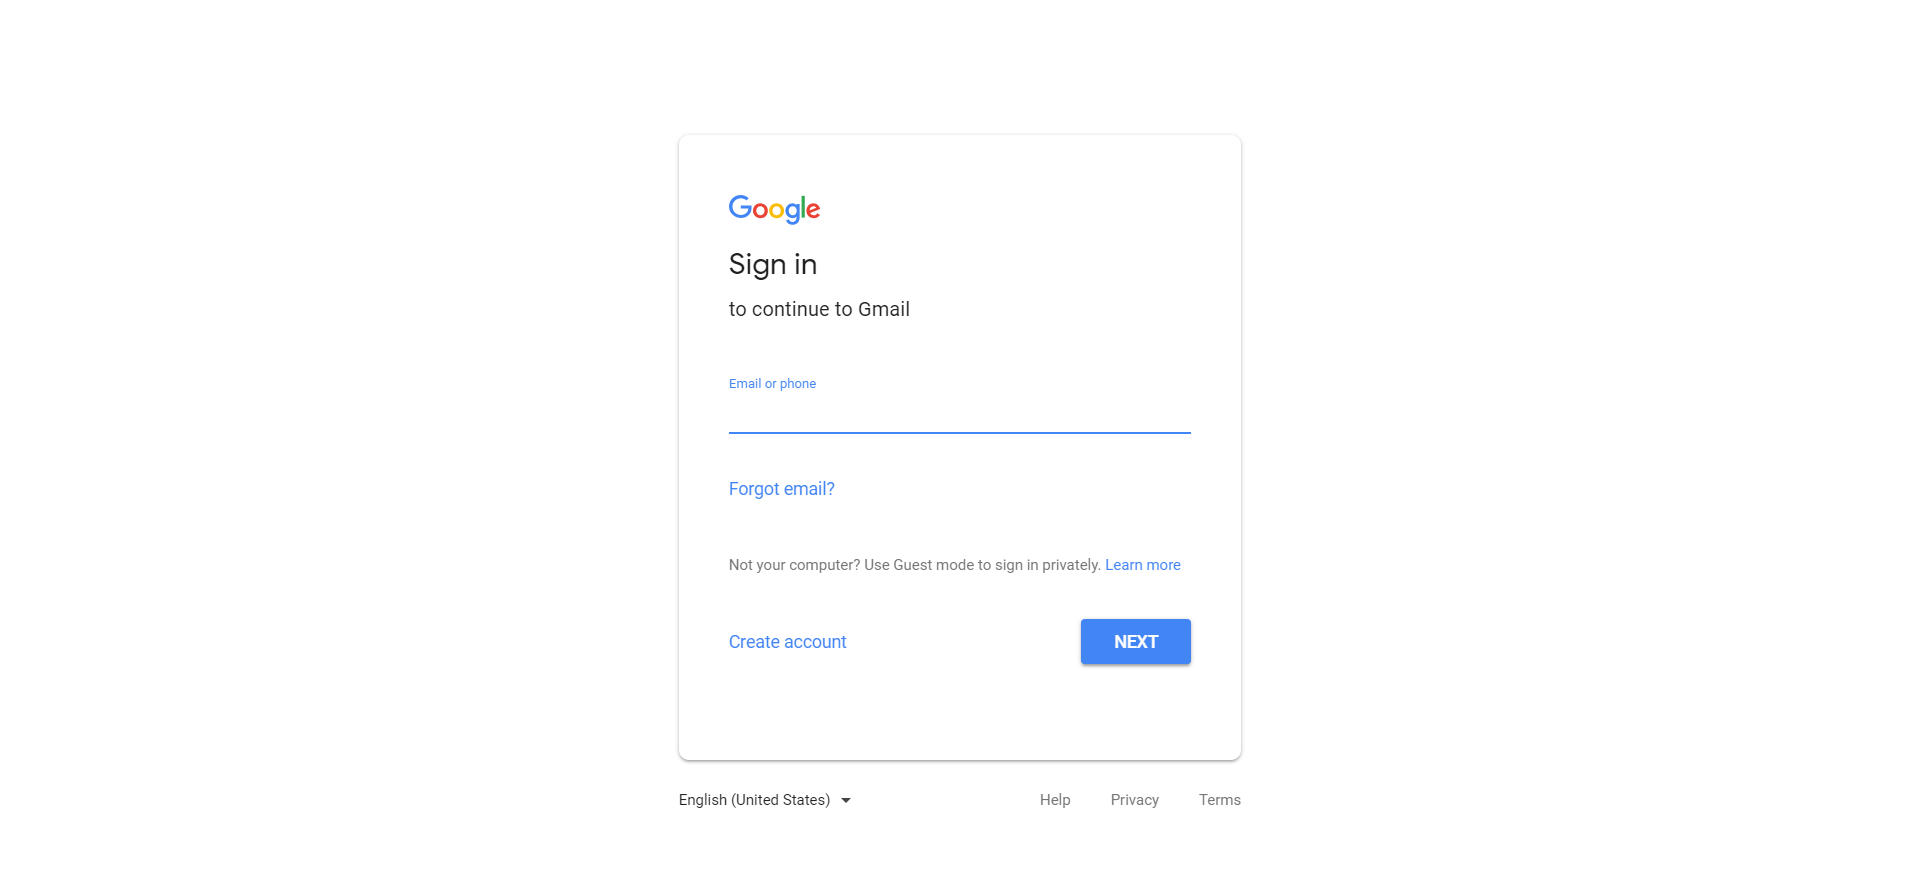 Google
Sign in
to continue to Gmail
Email or phone
Forgot email?
Not your computer? Use Guest mode to sign in privately. Learn more
Create account
NEXT
English (United States)
Help
Privacy
Terms